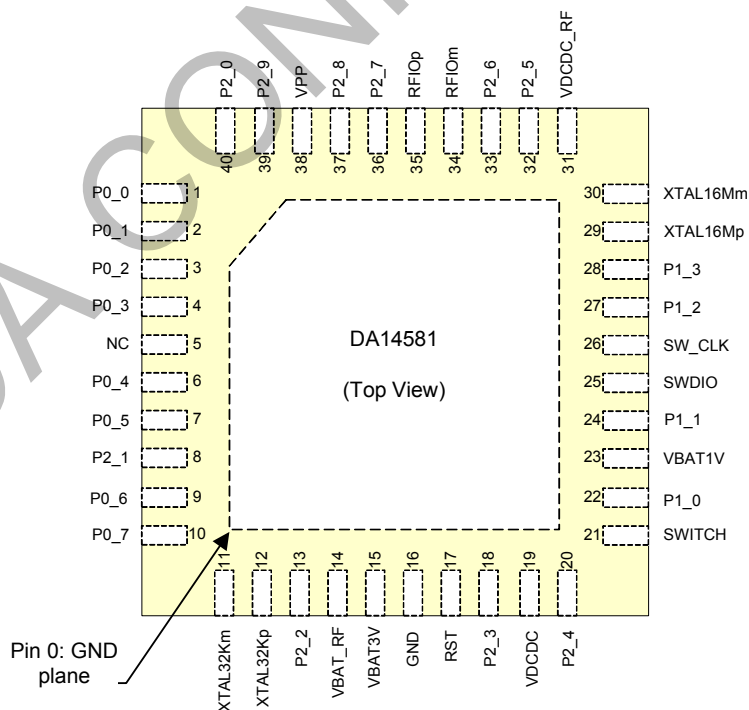 DA CON
P2_0
P2_9
VPP
P2_8
P2_7
RFIOp
RFIOm
P2_6
P2_5
VDCDC_RF
40
39
38
37
36
35
34
33
32
31
P0_0 1
P0_1 2
P0_2 3
P0_3 4
NC 5
P0_4 6
P0_5 7
P2_1 8
P0_6 9
P0_7 10
30 XTAL16Mm
29 XTAL16Mp
28 P1_3
27 P1_2
26 SW_CLK
25 SWDIO
24 P1_1
23 VBAT1V
22 P1_0
21 SWITCH
DA14581
(Top View)
11
12
13
14
15
16
17
18
19
20
XTAL32Km
XTAL32Kp
P2_2
VBAT_RF
VBAT3V
GND
RST
P2_3
VDCDC
P2_4
Pin 0: GND
plane